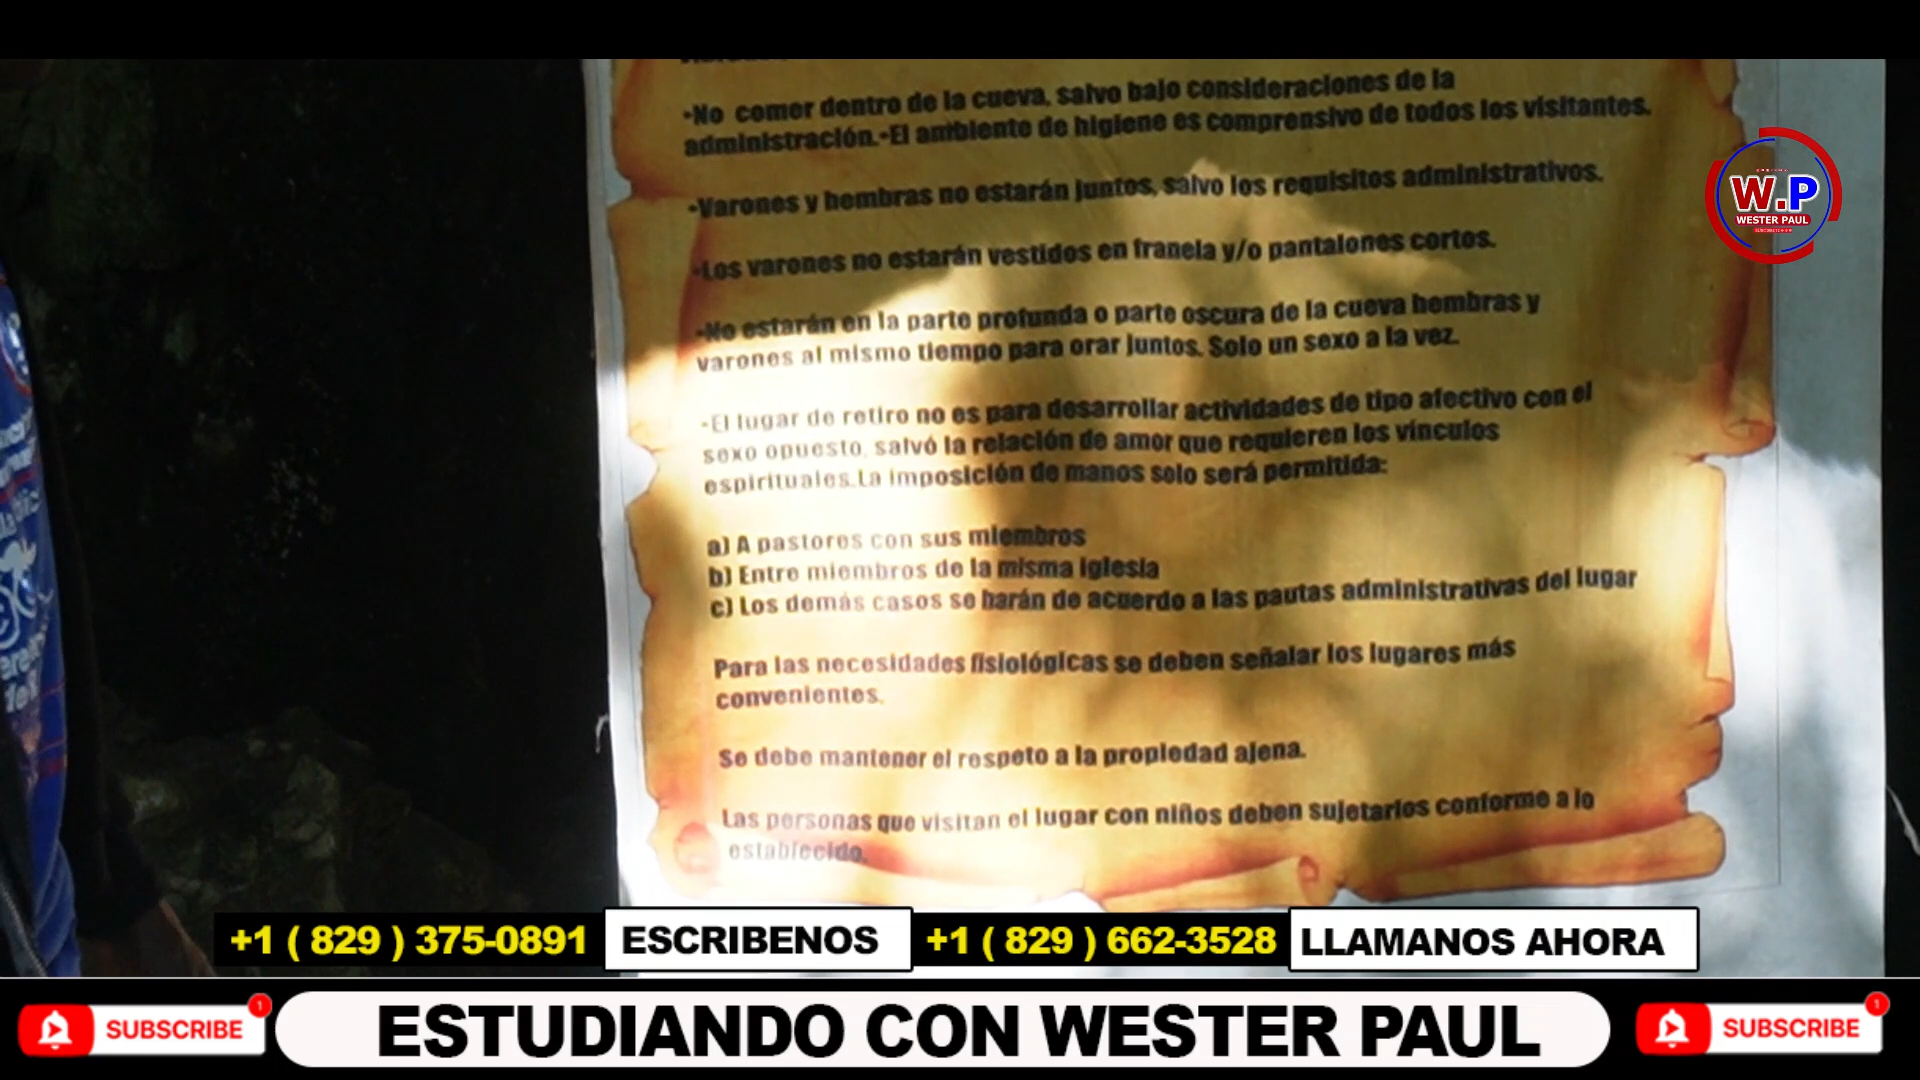 -No comer dentro de la cueva, salvo bajo consideraciones de la
administración.-El ambiente de higiene es comprensivo de todos los visitantes.
-Varones y hembras no estarán juntos, salvo los requisitos administrativos.
-Los varones no estarán vestidos en franela y/o pantalones cortos.
-No estarán en la parte profunda o parte oscura de la cueva hembras y
varones al mismo tiempo para orar juntos. Solo un sexo a la vez.
-El lugar de retiro no es para desarrollar actividades de tipo afectivo con el
sexo opuesto, salvó la relación de amor que requieren los vínculos
espirituales.La imposición de manos solo será permitida:
a) A pastores con sus miembros
b) Entre miembros de la misma iglesia
c) Los demás casos se harán de acuerdo a las pautas administrativas del lugar
Para las necesidades fisiológicas se deben señalar los lugares más
convenientes.
Se debe mantener el respeto a la propiedad ajena.
Las personas que visitan el lugar con niños deben sujetarlos conforme a lo
establecido.
W.P
WESTER PAUL
+1 ( 829 ) 375-0891 ESCRIBENOS +1 ( 829 ) 662-3528 LLAMANOS AHORA
SUBSCRIBE 1 ESTUDIANDO CON WESTER PAUL SUBSCRIBE 1